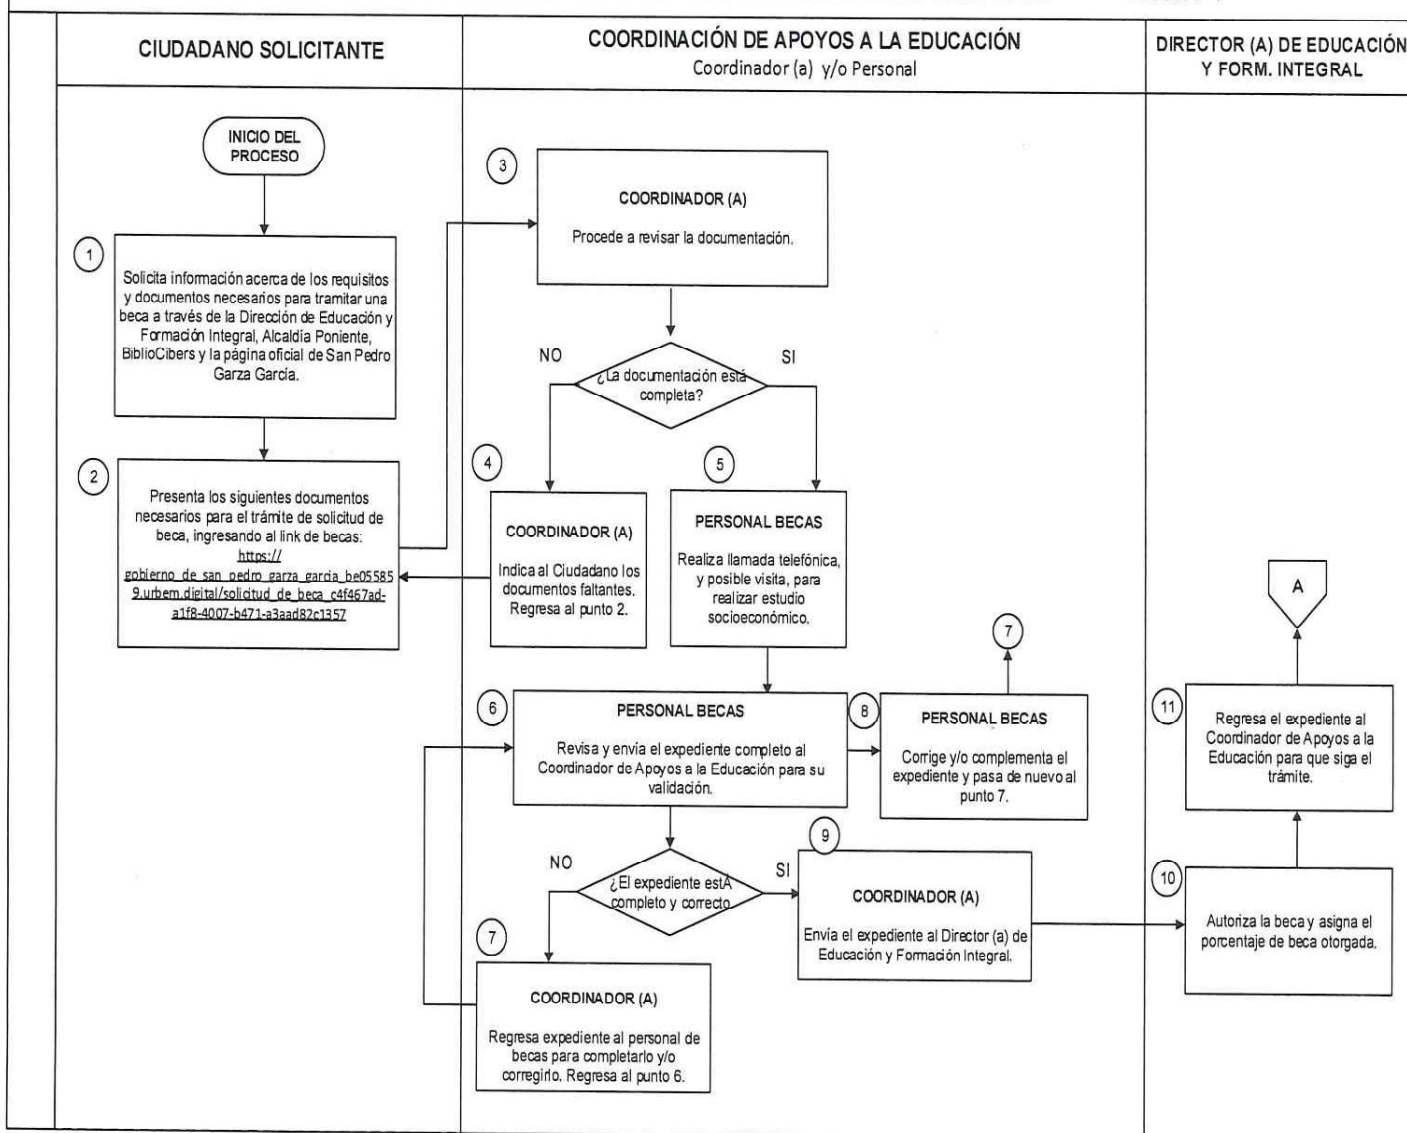 CIUDADANO SOLICITANTE
COORDINACIÓN DE APOYOS A LA EDUCACIÓN
Coordinador (a) y/o Personal
DIRECTOR (A) DE EDUCACIÓN
Y FORM. INTEGRAL
INICIO DEL
PROCESO
1
Solicita información acerca de los requisitos
y documentos necesarios para tramitar una
beca a través de la Dirección de Educación y
Formación Integral, Alcaldía Poniente,
BiblioCibers y la página oficial de San Pedro
Garza García.
2
Presenta los siguientes documentos
necesarios para el trámite de solicitud de
beca, ingresando al link de becas:
https://
gobierno_de_san_pedro_garza_garcia_be05585
9.urbem.digital/solicitud_de_beca_c4f467ad-
a1f8-4007-b471-a3aad82c1357
3
COORDINADOR (A)
Procede a revisar la documentación.
NO
SI
¿La documentación está
completa?
4
COORDINADOR (A)
Indica al Ciudadano los
documentos faltantes.
Regresa al punto 2.
5
PERSONAL BECAS
Realiza llamada telefónica,
y posible visita, para
realizar estudio
socioeconómico.
6
PERSONAL BECAS
Revisa y envía el expediente completo al
Coordinador de Apoyos a la Educación para su
validación.
7
8
PERSONAL BECAS
Corrige y/o complementa el
expediente y pasa de nuevo al
punto 7.
NO
SI
¿El expediente estÁ
completo y correcto
7
COORDINADOR (A)
Regresa expediente al personal de
becas para completarlo y/o
corregirlo. Regresa al punto 6.
9
COORDINADOR (A)
Envía el expediente al Director (a) de
Educación y Formación Integral.
A
11
Regresa el expediente al
Coordinador de Apoyos a la
Educación para que siga el
trámite.
10
Autoriza la beca y asigna el
porcentaje de beca otorgada.